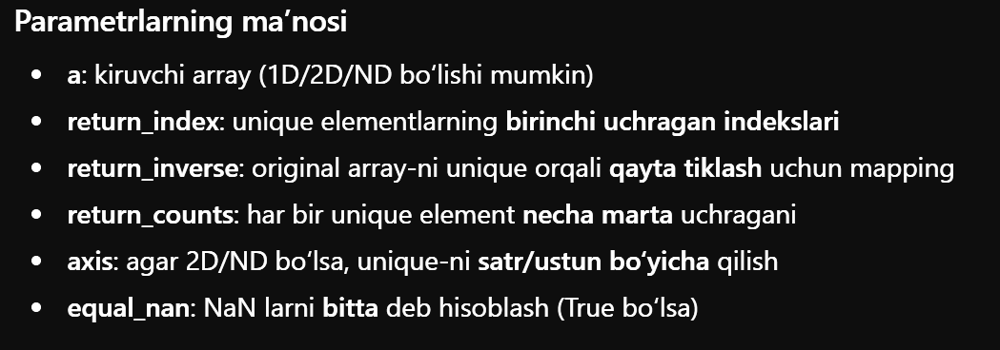 Parametrlarning ma’nosi
• a: kiruvchi array (1D/2D/ND bo‘lishi mumkin)
• return_index: unique elementlarning birinchi uchragan indekslari
• return_inverse: original array-ni unique orqali qayta tiklash uchun mapping
• return_counts: har bir unique element necha marta uchragani
• axis: agar 2D/ND bo‘lsa, unique-ni satr/ustun bo‘yicha qilish
• equal_nan: NaN larni bitta deb hisoblash (True bo‘lsa)